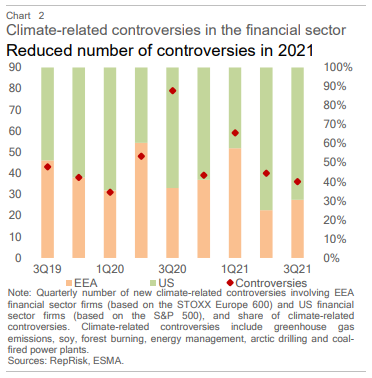 Chart 2
Climate-related controversies in the financial sector
Reduced number of controversies in 2021
90 100%
80 90%
70 80%
60 70%
50 60%
40 50%
30 40%
20 30%
10 20%
0 10%
0%
3Q19 1Q20 3Q20 1Q21 3Q21
EEA US Controversies
Note: Quarterly number of new climate-related controversies involving EEA
financial sector firms (based on the STOXX Europe 600) and US financial
sector firms (based on the S&P 500), and share of climate-related
controversies. Climate-related controversies include greenhouse gas
emissions, soy, forest burning, energy management, arctic drilling and coal-
fired power plants.
Sources: RepRisk, ESMA.